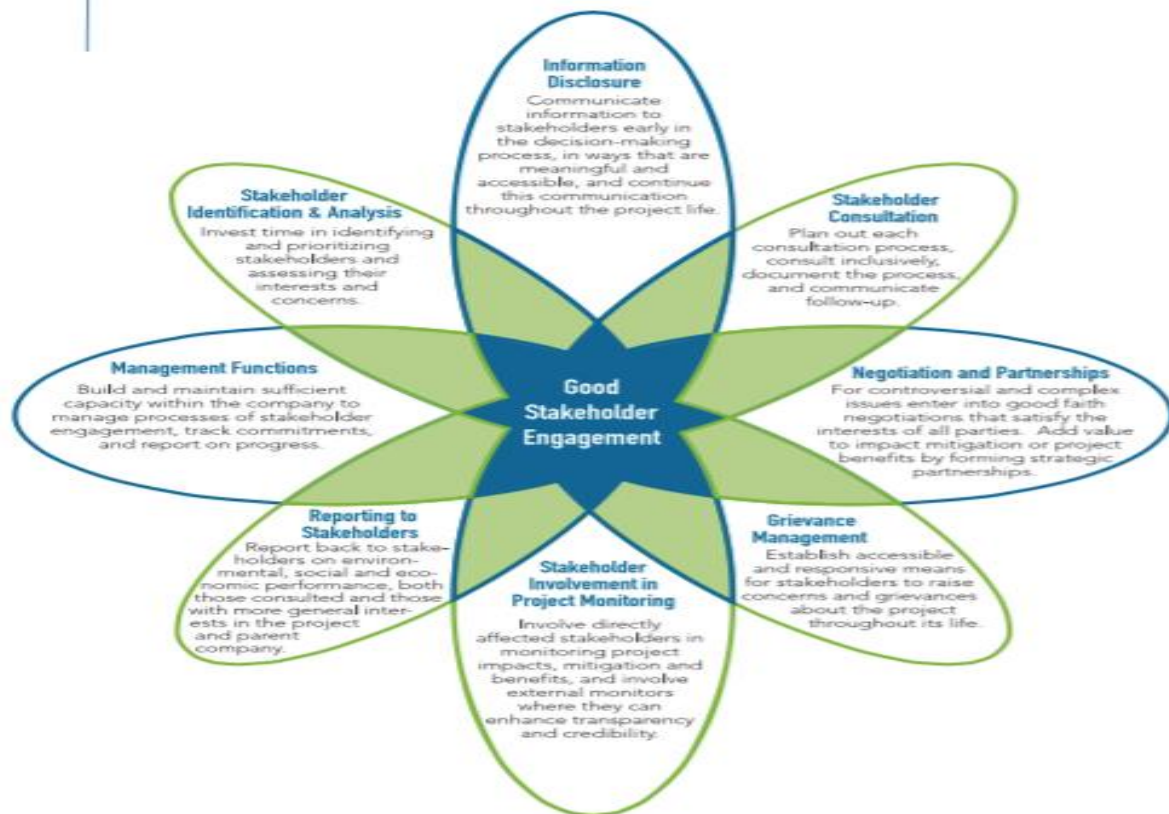 Information
Disclosure
Communicate
information to
stakeholders early in
the decision-making
process, in ways that are
meaningful and
accessible, and continue
this communication
throughout the project life.
Stakeholder
Identification & Analysis
Invest time in identifying
and prioritizing
stakeholders and
assessing their
interests and
concerns.
Stakeholder
Consultation
Plan out each
consultation process,
consult inclusively,
document the process,
and communicate
follow-up.
Management Functions
Build and maintain sufficient
capacity within the company to
manage processes of stakeholder
engagement, track commitments,
and report on progress.
Good
Stakeholder
Engagement
Negotiation and Partnerships
For controversial and complex
issues enter into good faith
negotiations that satisfy the
interests of all parties. Add value
to impact mitigation or project
benefits by forming strategic
partnerships.
Reporting to
Stakeholders
Report back to stake-
holders on environ-
mental, social and eco-
nomic performance, both
those consulted and those
with more general inter-
ests in the project
and parent
company.
Stakeholder
Involvement in
Project Monitoring
Involve directly
affected stakeholders in
monitoring project
impacts, mitigation and
benefits, and involve
external monitors
where they can
enhance transparency
and credibility.
Grievance
Management
Establish accessible
and responsive means
for stakeholders to raise
concerns and grievances
about the project
throughout its life.